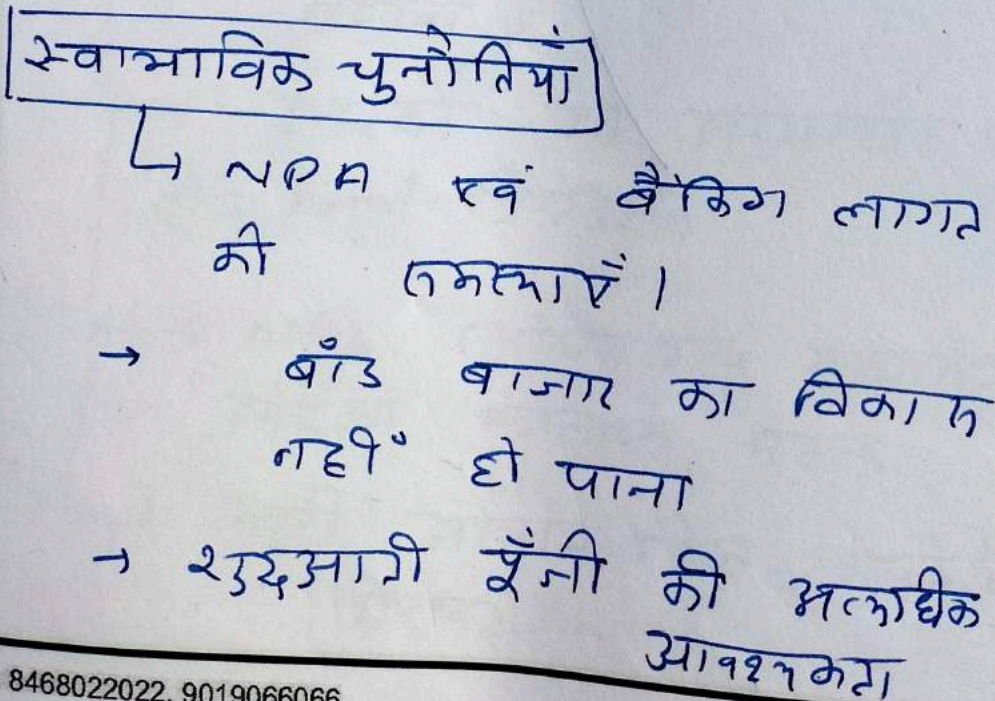 स्वाभाविक चुनौतियाँ
↳ NPA एवं बैंकिंग लागत
की समस्याएँ।
→ बॉंड बाजार का विकास
नहीं हो पाना
→ शुरुआती पूँजी की अत्यधिक
आवश्यकता
8468022022, 9019066066